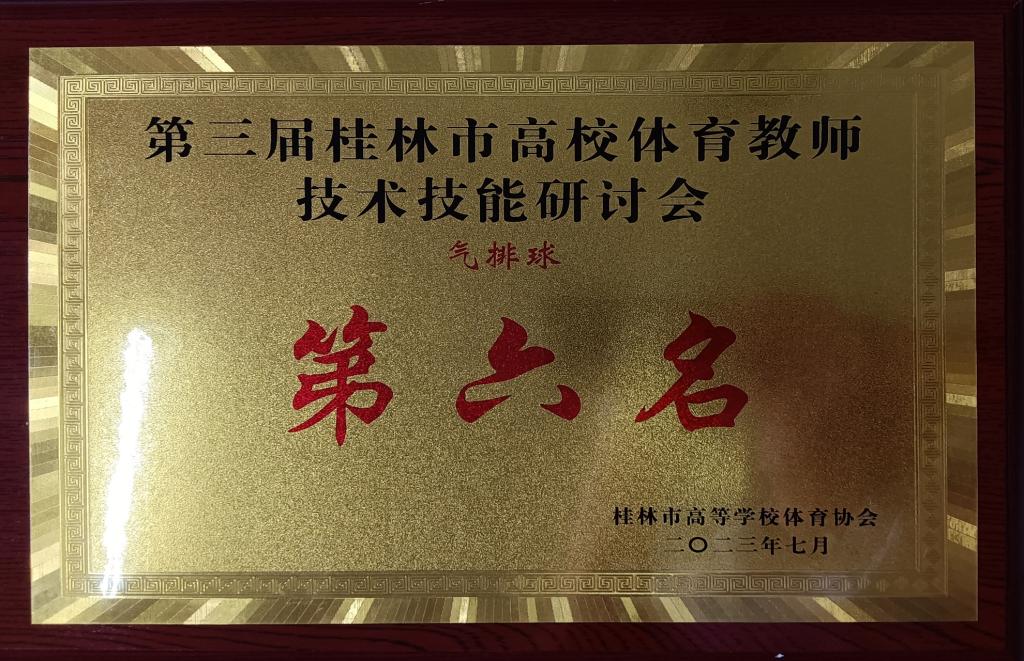 第三届桂林市高校体育教师
技术技能研讨会
气排球
第六名
桂林市高等学校体育协会
二〇二三年七月